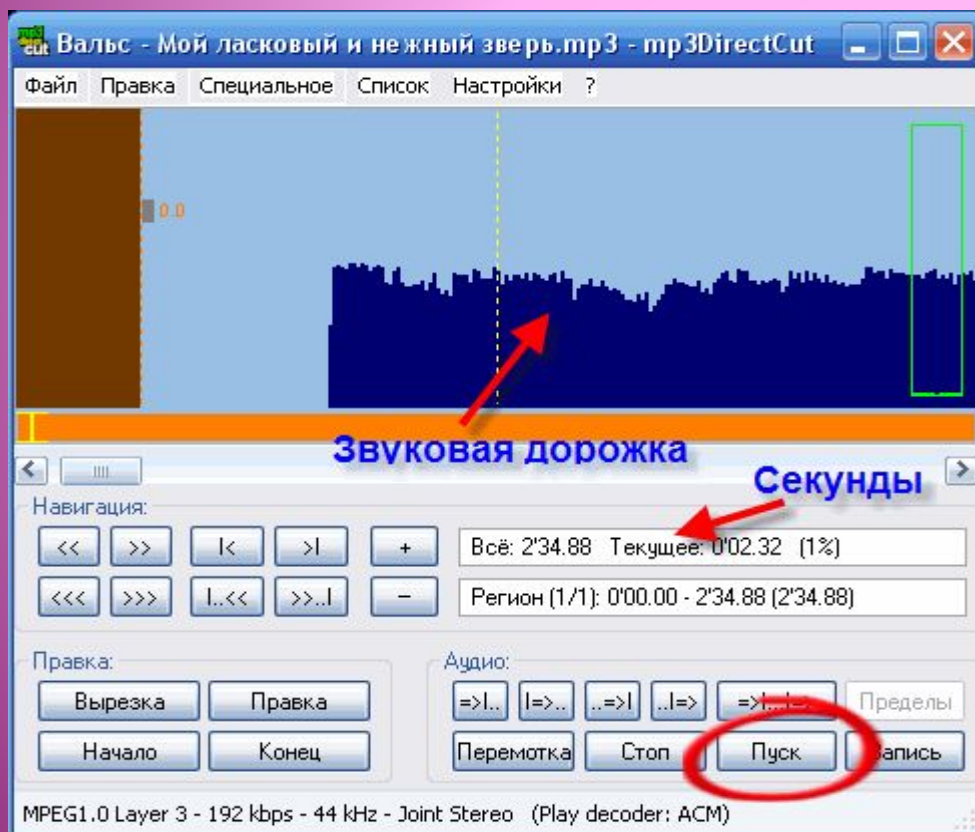 Вальс - Мой ласковый и нежный зверь.mp3 - mp3DirectCut
Файл Правка Специальное Список Настройки ?
0.0
Звуковая дорожка
Секунды
Навигация:
<< >> I< >I +
Всё: 2'34.88 Текущее: 0'02.32 (1%)
<<< >>> I..<< >>..I −
Регион (1/1): 0'00.00 - 2'34.88 (2'34.88)
Правка: Аудио:
Вырезка Правка =>I.. I=>.. ..=>I ..I=> =>I..I=> Пределы
Начало Конец Перемотка Стоп Пуск Запись
MPEG1.0 Layer 3 - 192 kbps - 44 kHz - Joint Stereo (Play decoder: ACM)